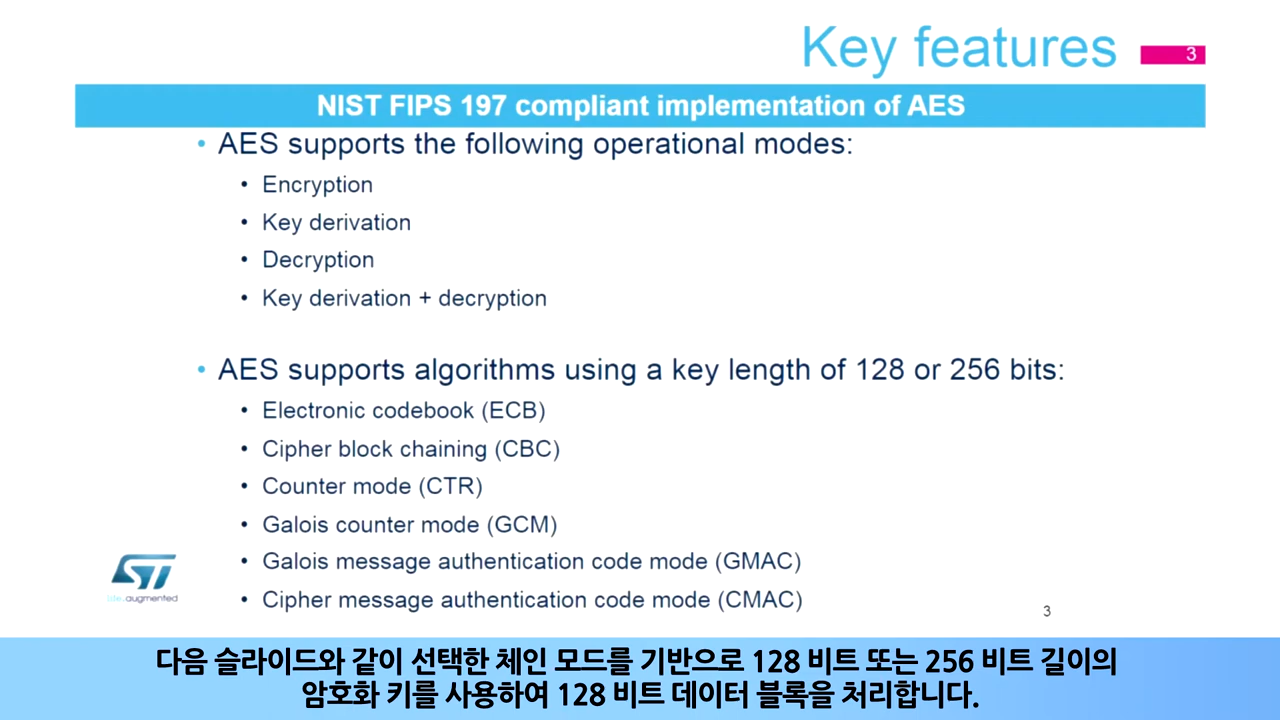 Key features
3
NIST FIPS 197 compliant implementation of AES
• AES supports the following operational modes:
• Encryption
• Key derivation
• Decryption
• Key derivation + decryption
• AES supports algorithms using a key length of 128 or 256 bits:
• Electronic codebook (ECB)
• Cipher block chaining (CBC)
• Counter mode (CTR)
• Galois counter mode (GCM)
• Galois message authentication code mode (GMAC)
• Cipher message authentication code mode (CMAC)
ST
life.augmented
3
다음 슬라이드와 같이 선택한 체인 모드를 기반으로 128 비트 또는 256 비트 길이의
암호화 키를 사용하여 128 비트 데이터 블록을 처리합니다.